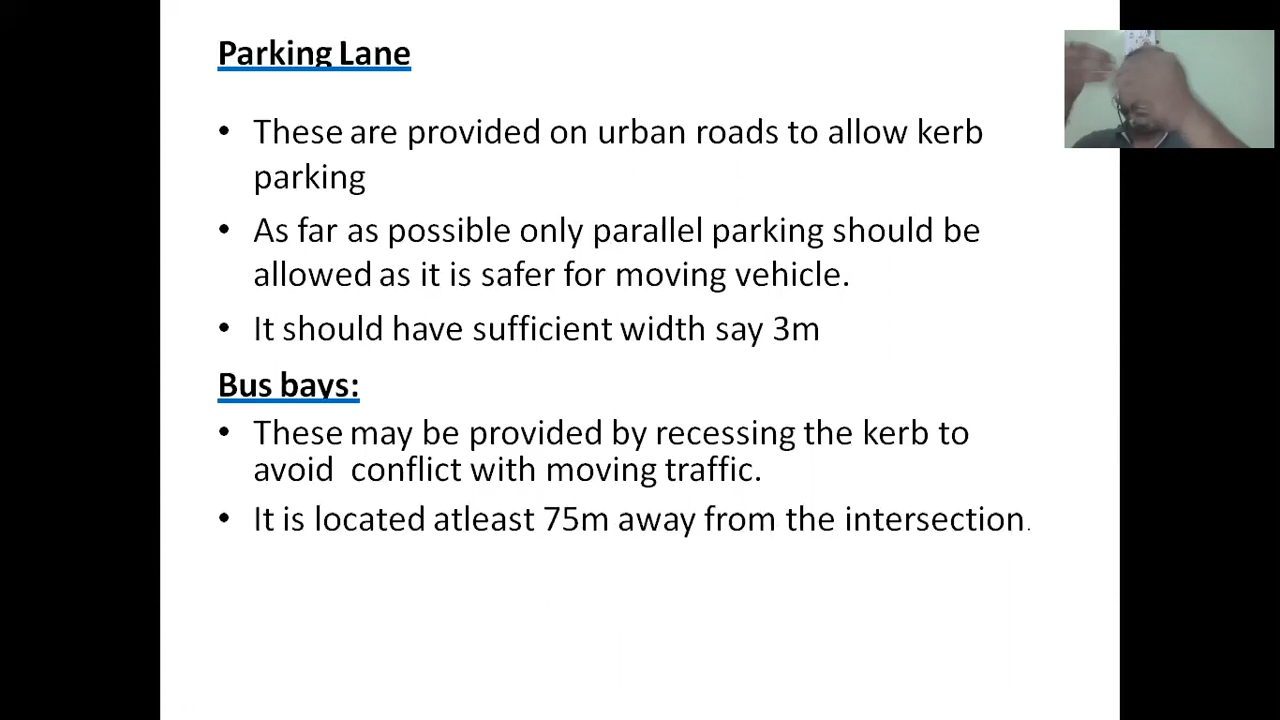 Parking Lane
• These are provided on urban roads to allow kerb
parking
• As far as possible only parallel parking should be
allowed as it is safer for moving vehicle.
• It should have sufficient width say 3m
Bus bays:
• These may be provided by recessing the kerb to
avoid conflict with moving traffic.
• It is located atleast 75m away from the intersection.